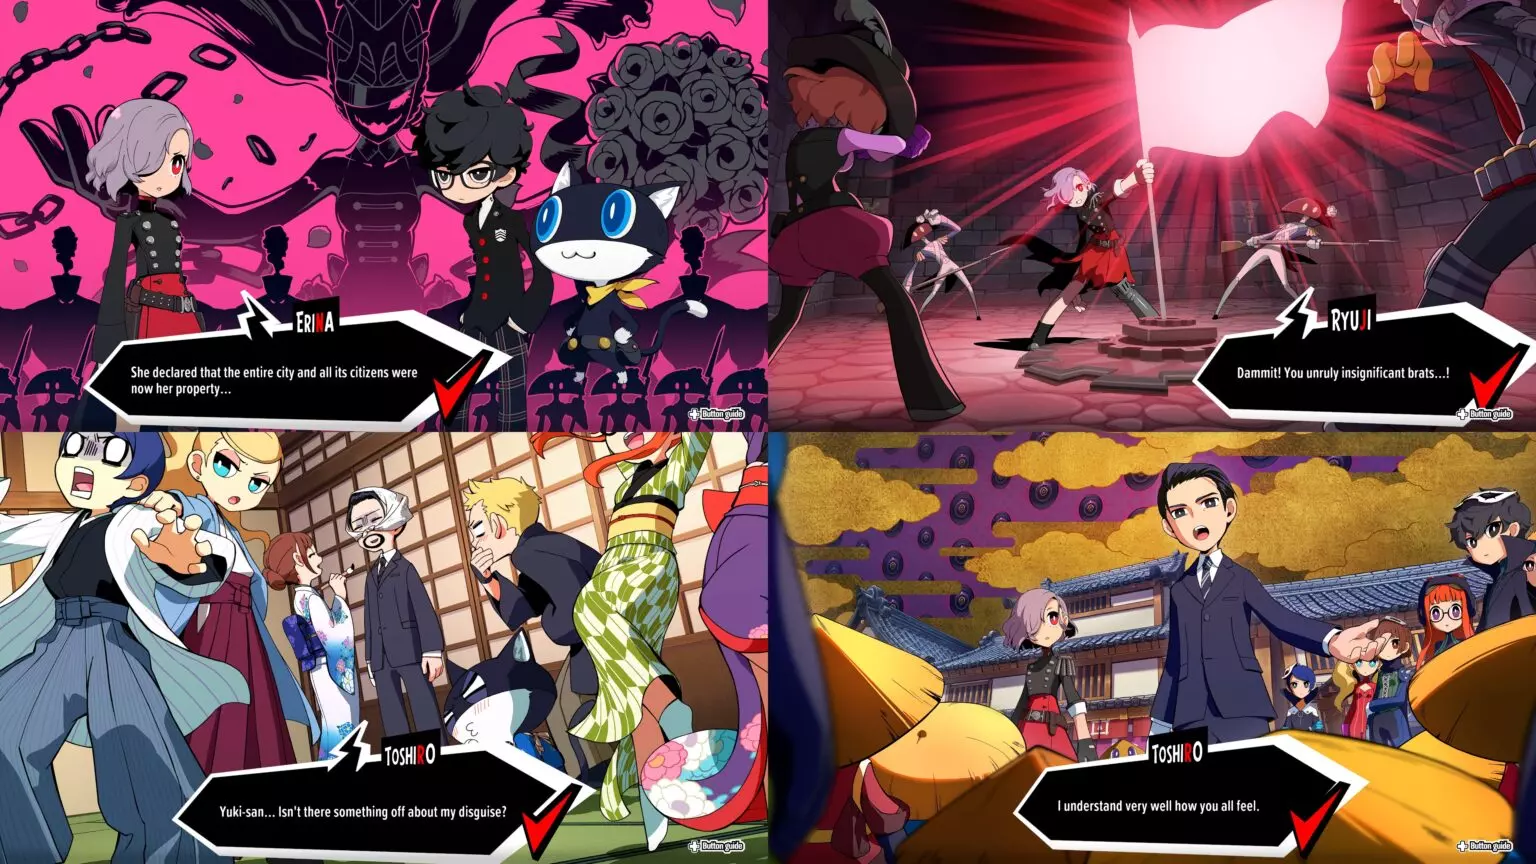 ERINA
She declared that the entire city and all its citizens were
now her property...
Button guide
RYUJI
Dammit! You unruly insignificant brats...!
Button guide
TOSHIRO
Yuki-san... Isn't there something off about my disguise?
Button guide
TOSHIRO
I understand very well how you all feel.
Button guide